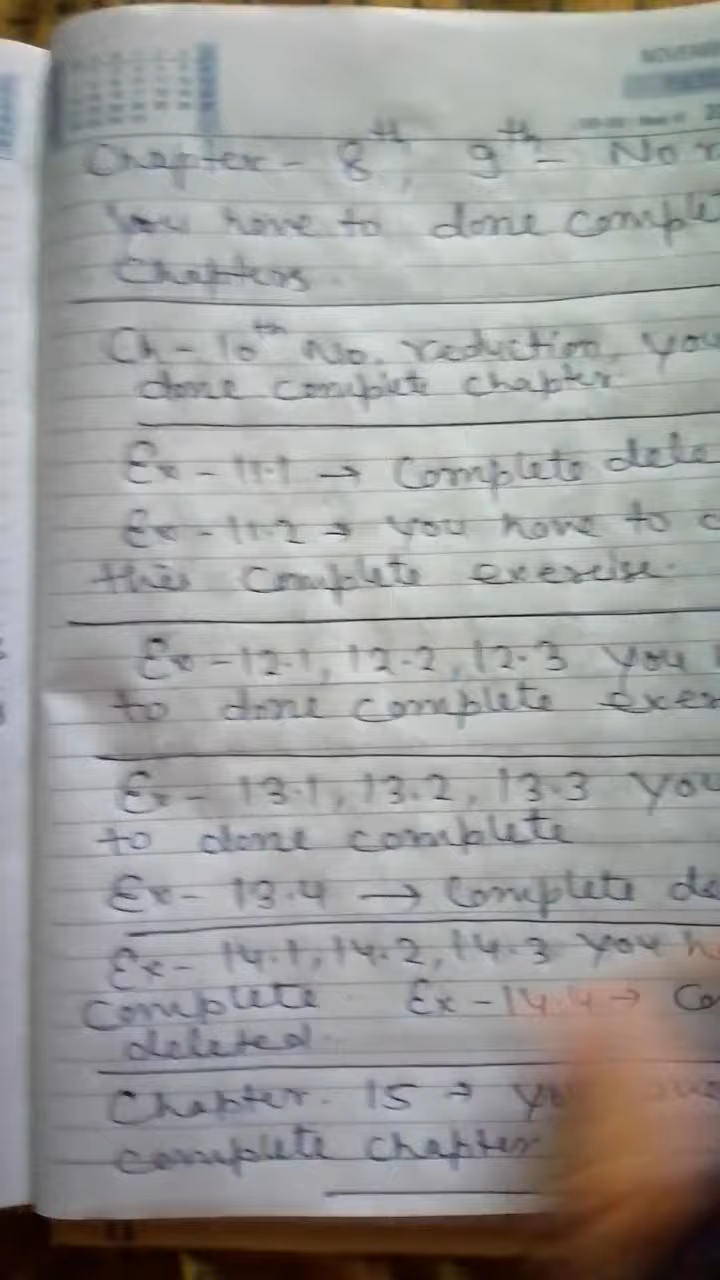 NOVEMB
Chapter - 8th, 9th - No r
You have to done comple
Chapters.
Ch - 10th No. reduction, you
done complete chapter.
Ex - 11.1 → Complete dele
Ex - 11.2 → you have to
this complete exercise.
Ex - 12.1, 12.2, 12.3 you
to done complete exer
Ex - 13.1, 13.2, 13.3 you
to done complete
Ex - 13.4 → Complete de
Ex - 14.1, 14.2, 14.3 you h
complete Ex - 14.4 → Co
deleted.
Chapter. 15 →
complete chapter